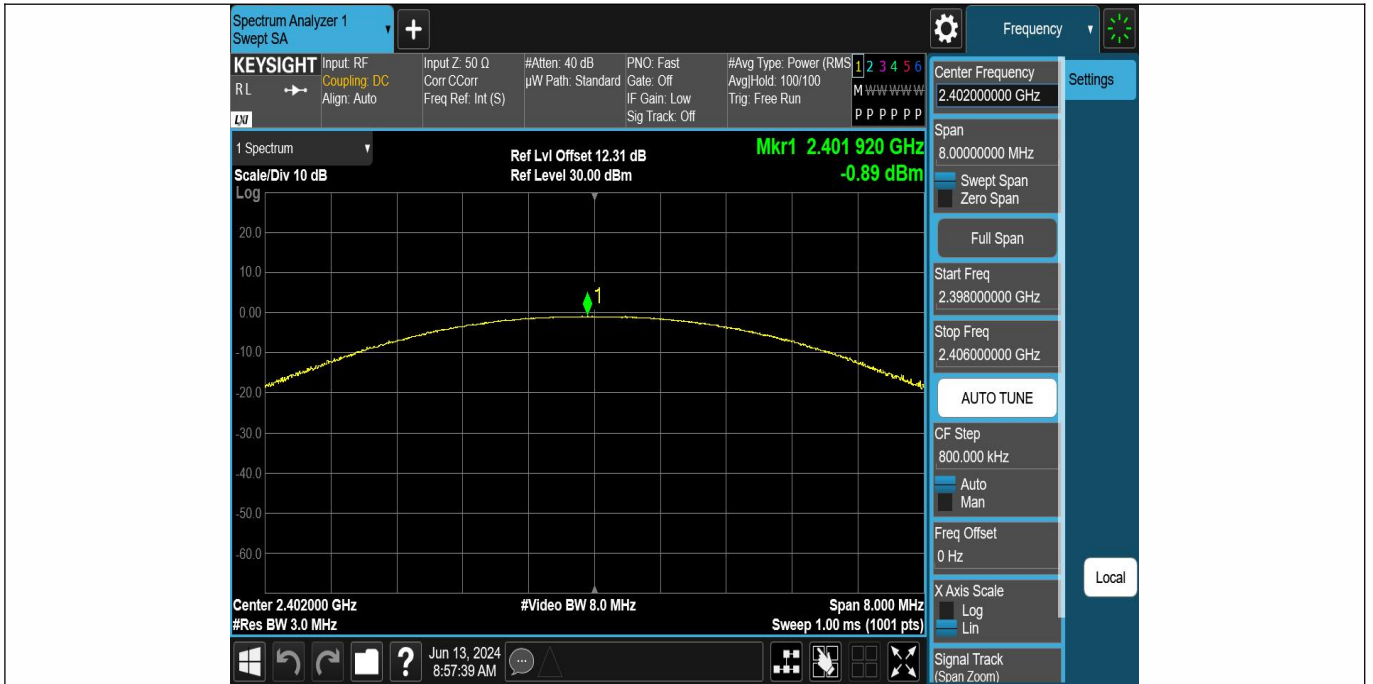 Spectrum Analyzer 1
Swept SA
+
Frequency
KEYSIGHT
RL
LXI
Input: RF
Coupling: DC
Align: Auto
Input Z: 50 Ω
Corr CCorr
Freq Ref: Int (S)
#Atten: 40 dB
µW Path: Standard
PNO: Fast
Gate: Off
IF Gain: Low
Sig Track: Off
#Avg Type: Power (RMS
Avg|Hold: 100/100
Trig: Free Run
1 2 3 4 5 6
M W W W W W
P P P P P P
1 Spectrum
Scale/Div 10 dB
Ref Lvl Offset 12.31 dB
Ref Level 30.00 dBm
Mkr1 2.401 920 GHz
-0.89 dBm
Log
20.0
10.0
0.00
-10.0
-20.0
-30.0
-40.0
-50.0
-60.0
1
Center 2.402000 GHz
#Res BW 3.0 MHz
#Video BW 8.0 MHz
Span 8.000 MHz
Sweep 1.00 ms (1001 pts)
Center Frequency
2.402000000 GHz
Settings
Span
8.00000000 MHz
Swept Span
Zero Span
Full Span
Start Freq
2.398000000 GHz
Stop Freq
2.406000000 GHz
AUTO TUNE
CF Step
800.000 kHz
Auto
Man
Freq Offset
0 Hz
X Axis Scale
Log
Lin
Local
Signal Track
(Span Zoom)
?
Jun 13, 2024
8:57:39 AM